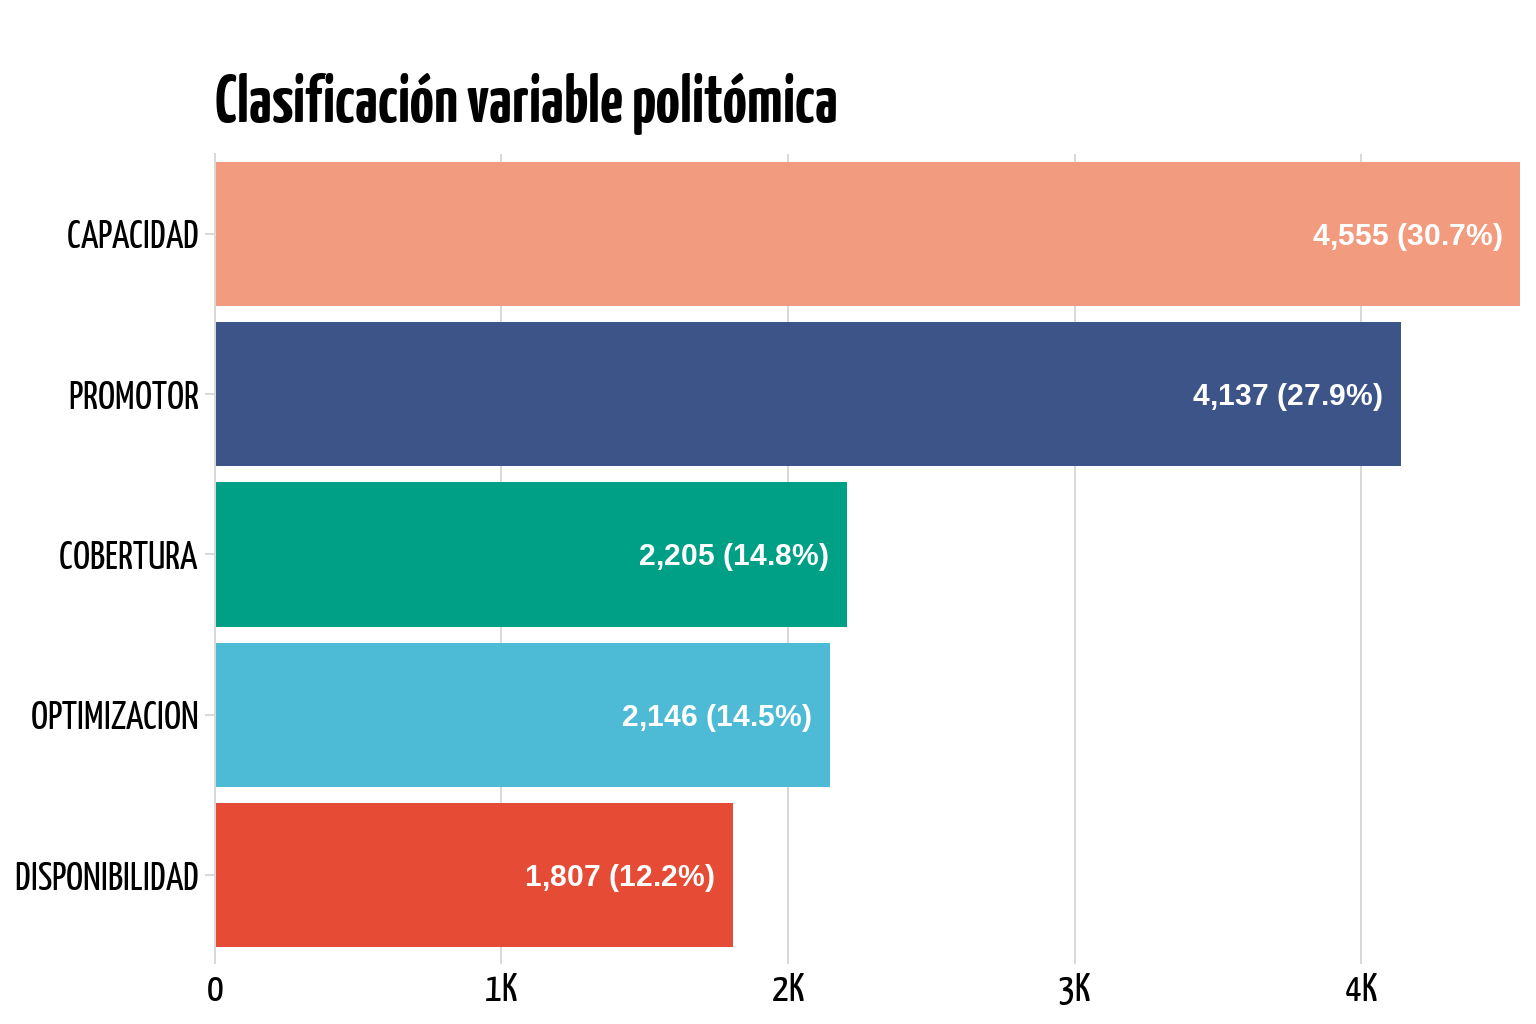 Clasificación variable politómica
CAPACIDAD 4,555 (30.7%)
PROMOTOR 4,137 (27.9%)
COBERTURA 2,205 (14.8%)
OPTIMIZACION 2,146 (14.5%)
DISPONIBILIDAD 1,807 (12.2%)
0 1K 2K 3K 4K